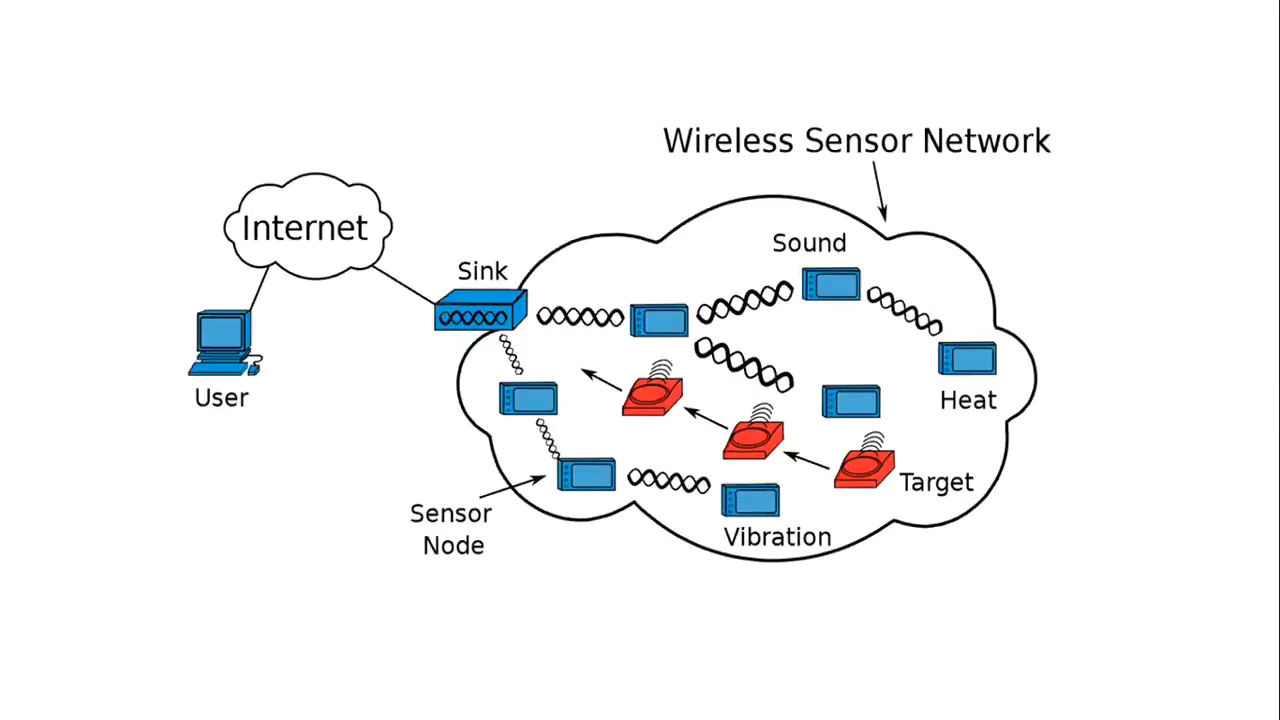 Wireless Sensor Network
Internet
Sound
Sink
User
Heat
Target
Sensor
Node
Vibration